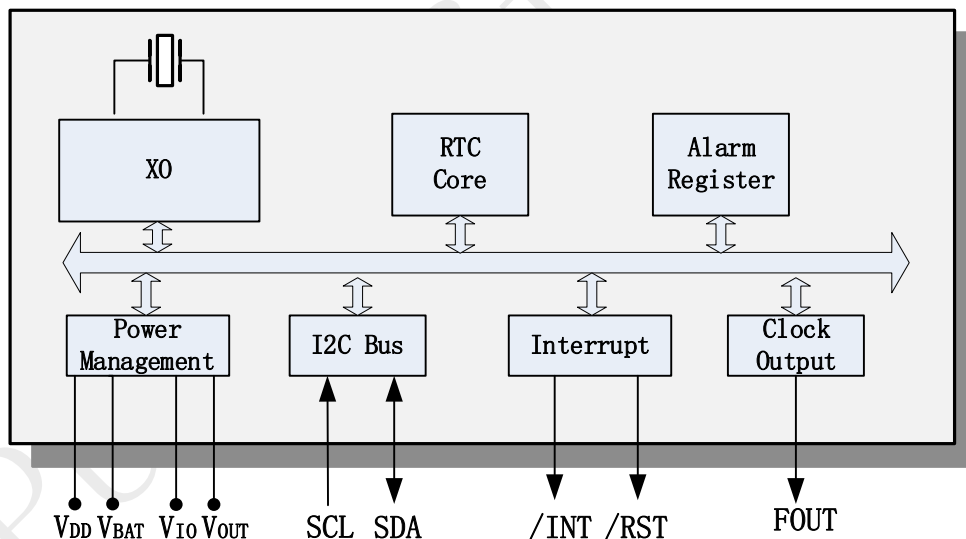 XO
RTC
Core
Alarm
Register
Power
Management
I2C Bus
Interrupt
Clock
Output
VDD VBAT VIO VOUT SCL SDA /INT /RST FOUT